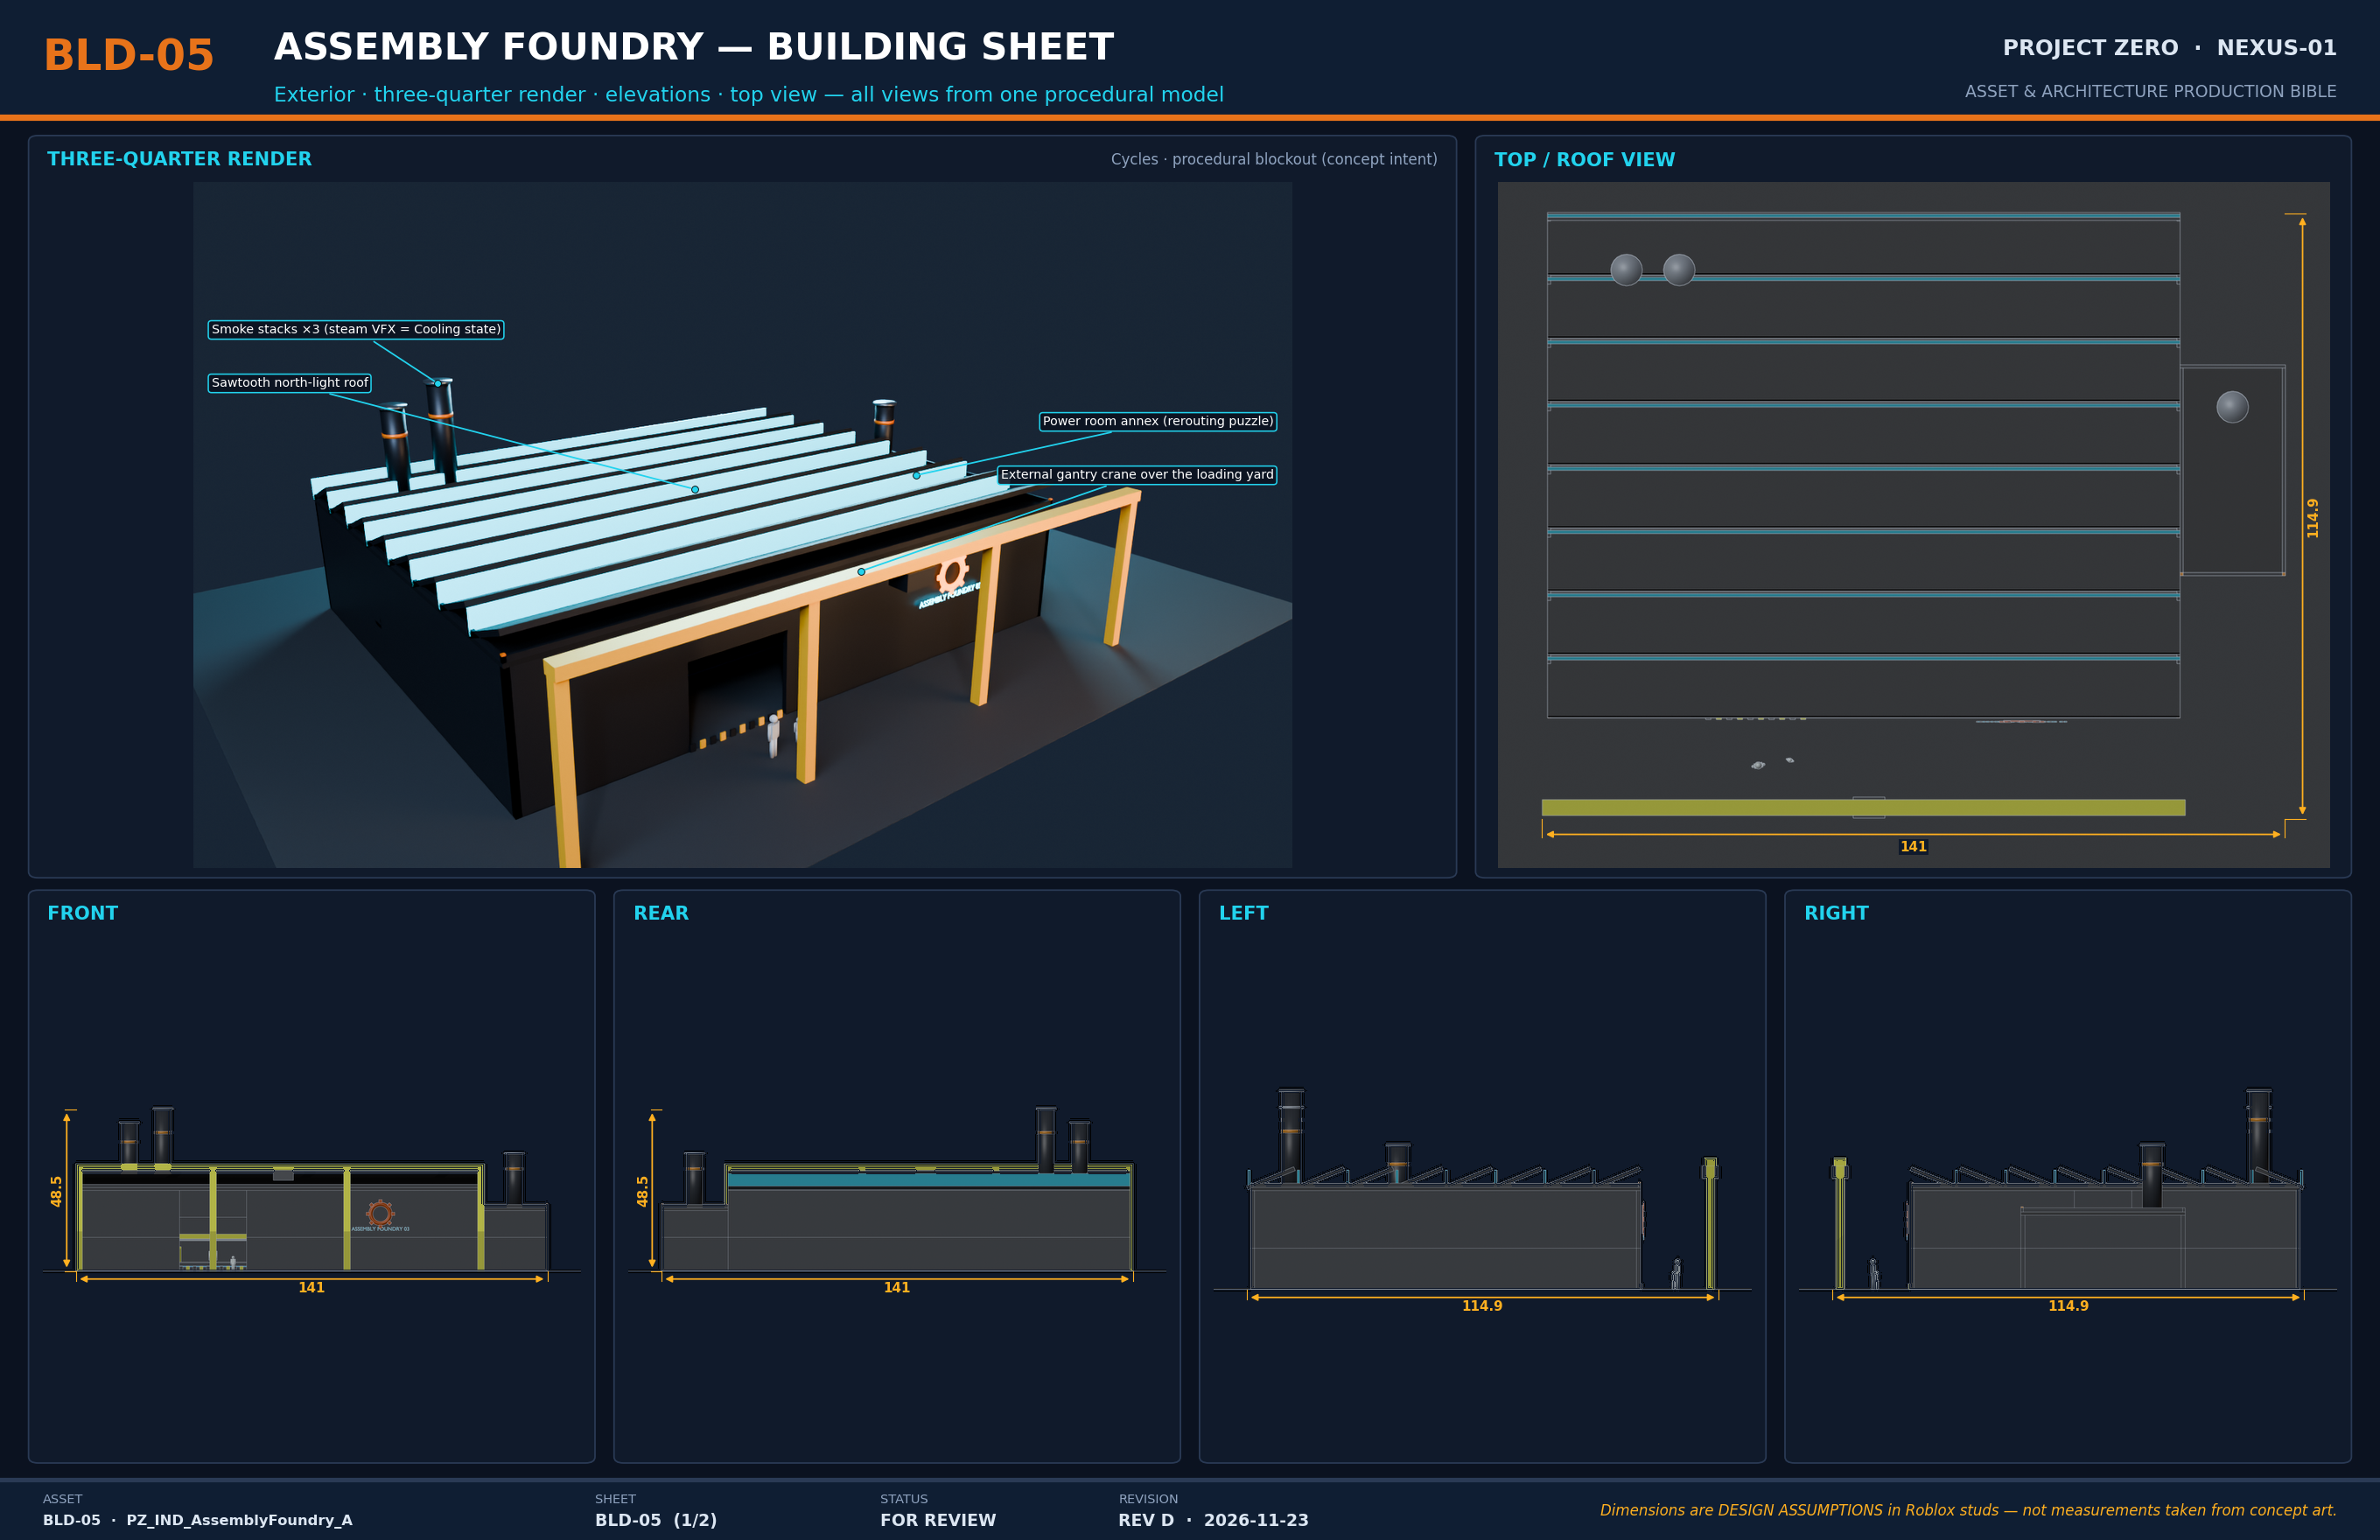 BLD-05
ASSEMBLY FOUNDRY — BUILDING SHEET
Exterior · three-quarter render · elevations · top view — all views from one procedural model
PROJECT ZERO · NEXUS-01
ASSET & ARCHITECTURE PRODUCTION BIBLE
THREE-QUARTER RENDER
Cycles · procedural blockout (concept intent)
Smoke stacks ×3 (steam VFX = Cooling state)
Sawtooth north-light roof
Power room annex (rerouting puzzle)
External gantry crane over the loading yard
ASSEMBLY FOUNDRY
TOP / ROOF VIEW
114.9
141
FRONT
48.5
ASSEMBLY FOUNDRY 03
141
REAR
48.5
141
LEFT
114.9
RIGHT
114.9
ASSET
BLD-05 · PZ_IND_AssemblyFoundry_A
SHEET
BLD-05 (1/2)
STATUS
FOR REVIEW
REVISION
REV D · 2026-11-23
Dimensions are DESIGN ASSUMPTIONS in Roblox studs — not measurements taken from concept art.